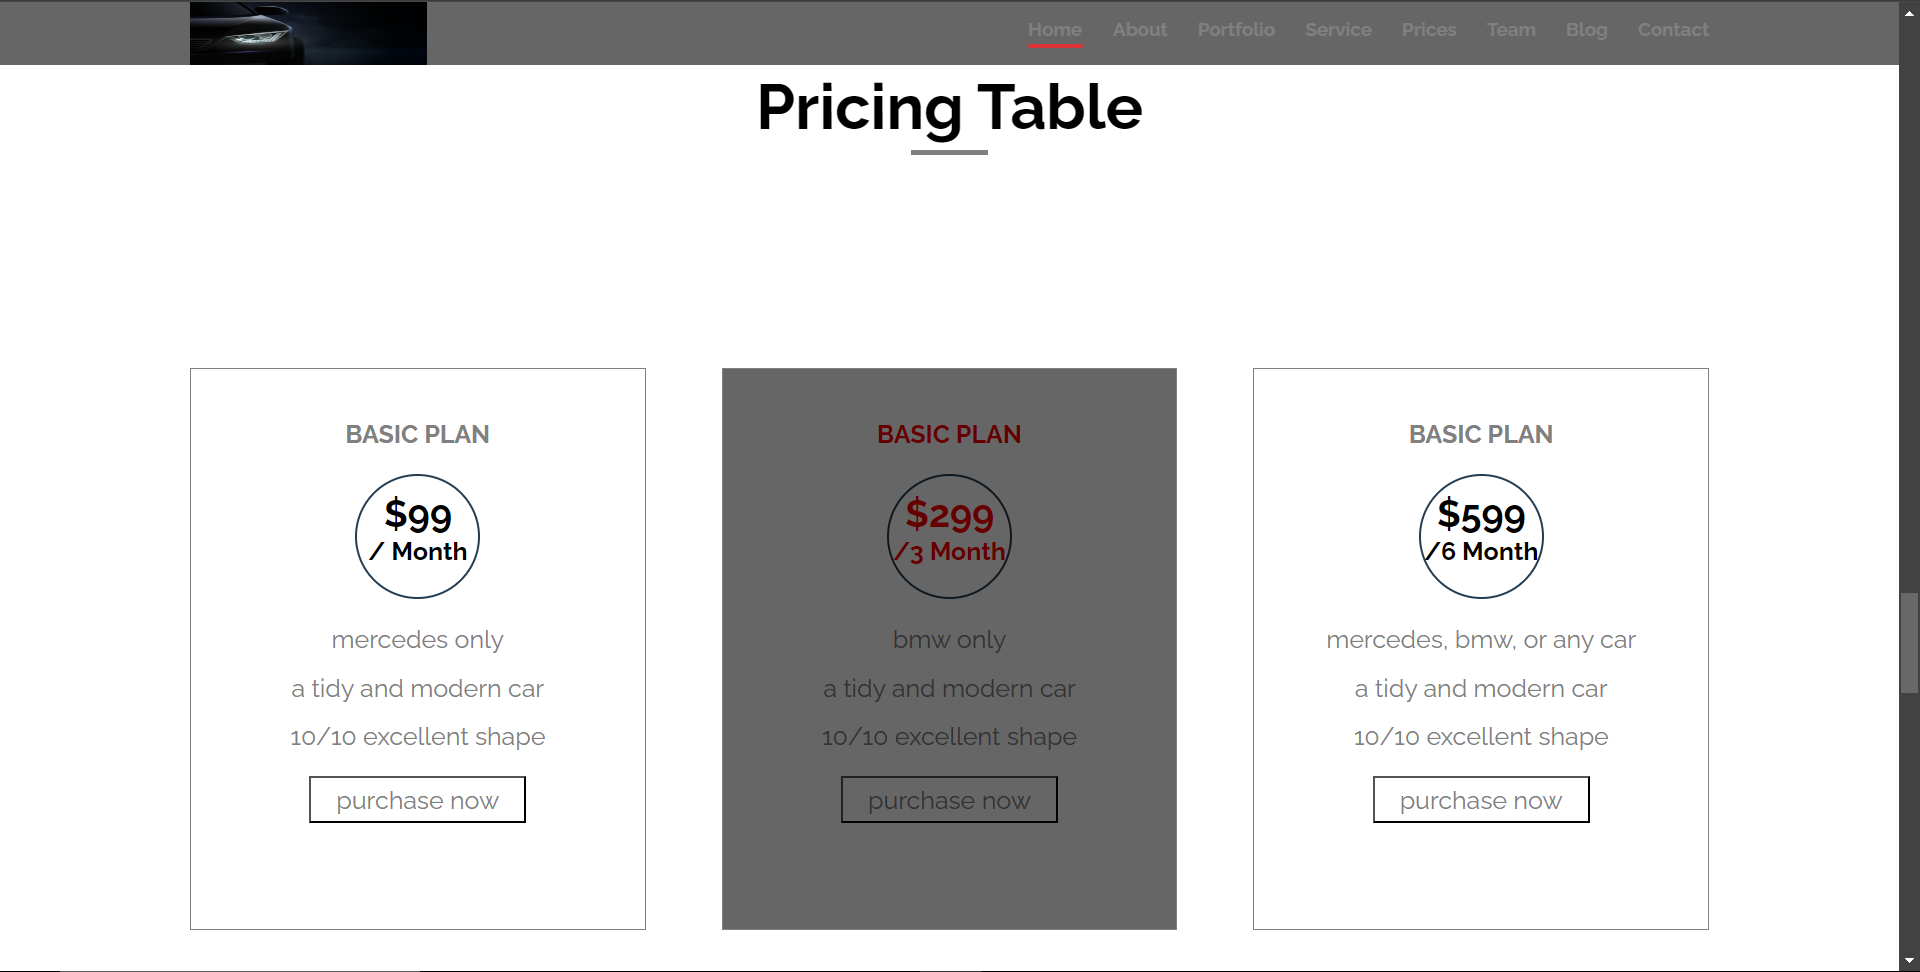 Home About Portfolio Service Prices Team Blog Contact
Pricing Table
BASIC PLAN
$99
/ Month
mercedes only
a tidy and modern car
10/10 excellent shape
purchase now
BASIC PLAN
$299
/3 Month
bmw only
a tidy and modern car
10/10 excellent shape
purchase now
BASIC PLAN
$599
/6 Month
mercedes, bmw, or any car
a tidy and modern car
10/10 excellent shape
purchase now